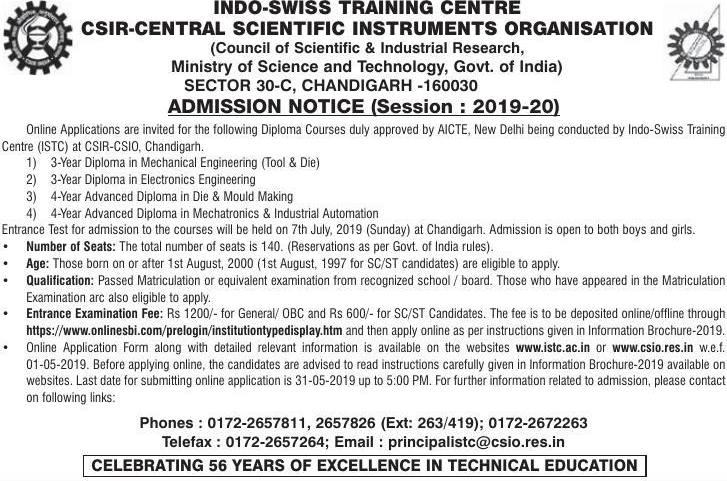 INDO-SWISS TRAINING CENTRE
CSIR-CENTRAL SCIENTIFIC INSTRUMENTS ORGANISATION
(Council of Scientific & Industrial Research,
Ministry of Science and Technology, Govt. of India)
SECTOR 30-C, CHANDIGARH -160030
ADMISSION NOTICE (Session : 2019-20)
Online Applications are invited for the following Diploma Courses duly approved by AICTE, New Delhi being conducted by Indo-Swiss Training
Centre (ISTC) at CSIR-CSIO, Chandigarh.
1) 3-Year Diploma in Mechanical Engineering (Tool & Die)
2) 3-Year Diploma in Electronics Engineering
3) 4-Year Advanced Diploma in Die & Mould Making
4) 4-Year Advanced Diploma in Mechatronics & Industrial Automation
Entrance Test for admission to the courses will be held on 7th July, 2019 (Sunday) at Chandigarh. Admission is open to both boys and girls.
• Number of Seats: The total number of seats is 140. (Reservations as per Govt. of India rules).
• Age: Those born on or after 1st August, 2000 (1st August, 1997 for SC/ST candidates) are eligible to apply.
• Qualification: Passed Matriculation or equivalent examination from recognized school / board. Those who have appeared in the Matriculation
Examination arc also eligible to apply.
• Entrance Examination Fee: Rs 1200/- for General/ OBC and Rs 600/- for SC/ST Candidates. The fee is to be deposited online/offline through
https://www.onlinesbi.com/prelogin/institutiontypedisplay.htm and then apply online as per instructions given in Information Brochure-2019.
• Online Application Form along with detailed relevant information is available on the websites www.istc.ac.in or www.csio.res.in w.e.f.
01-05-2019. Before applying online, the candidates are advised to read instructions carefully given in Information Brochure-2019 available on
websites. Last date for submitting online application is 31-05-2019 up to 5:00 PM. For further information related to admission, please contact
on following links:
Phones : 0172-2657811, 2657826 (Ext: 263/419); 0172-2672263
Telefax : 0172-2657264; Email : principalistc@csio.res.in
CELEBRATING 56 YEARS OF EXCELLENCE IN TECHNICAL EDUCATION